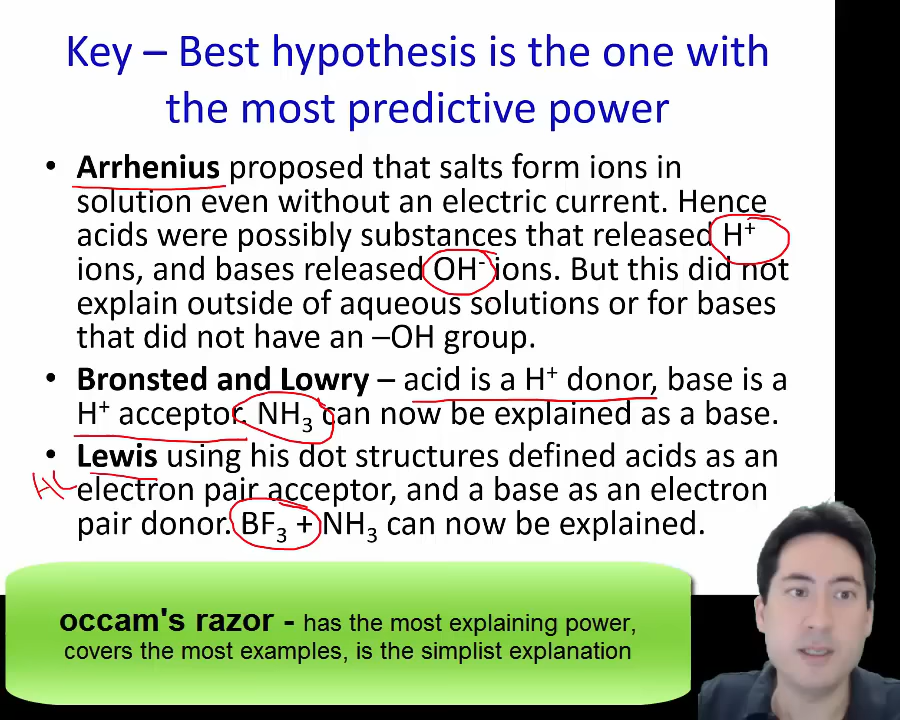 Key – Best hypothesis is the one with
the most predictive power
• Arrhenius proposed that salts form ions in
solution even without an electric current. Hence
acids were possibly substances that released H⁺
ions, and bases released OH⁻ ions. But this did not
explain outside of aqueous solutions or for bases
that did not have an –OH group.
• Bronsted and Lowry – acid is a H⁺ donor, base is a
H⁺ acceptor. NH₃ can now be explained as a base.
• Lewis using his dot structures defined acids as an
electron pair acceptor, and a base as an electron
pair donor. BF₃ + NH₃ can now be explained.
occam's razor - has the most explaining power,
covers the most examples, is the simplist explanation